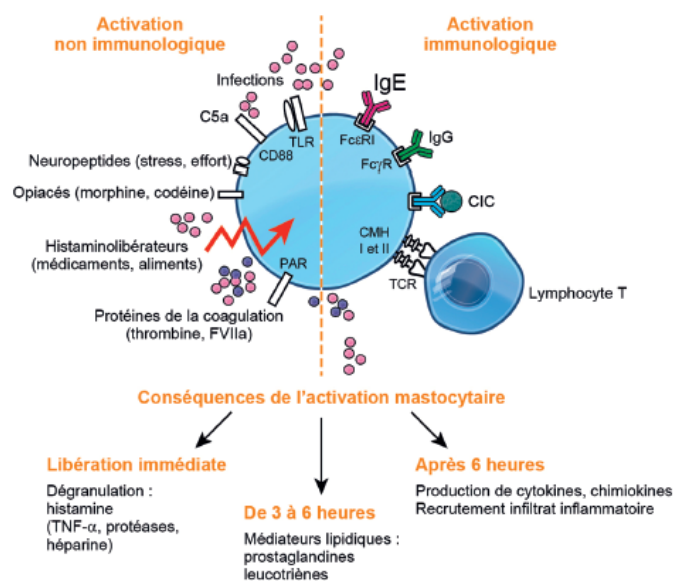 Activation
non immunologique
Activation
immunologique
Infections
C5a
TLR
CD88
Neuropeptides (stress, effort)
Opiacés (morphine, codéine)
Histaminolibérateurs
(médicaments, aliments)
PAR
Protéines de la coagulation
(thrombine, FVIIa)
IgE
FcεRI
IgG
FcγR
CIC
CMH
I et II
TCR
Lymphocyte T
Conséquences de l'activation mastocytaire
Libération immédiate
Dégranulation :
histamine
(TNF-α, protéases,
héparine)
De 3 à 6 heures
Médiateurs lipidiques :
prostaglandines
leucotriènes
Après 6 heures
Production de cytokines, chimiokines
Recrutement infiltrat inflammatoire